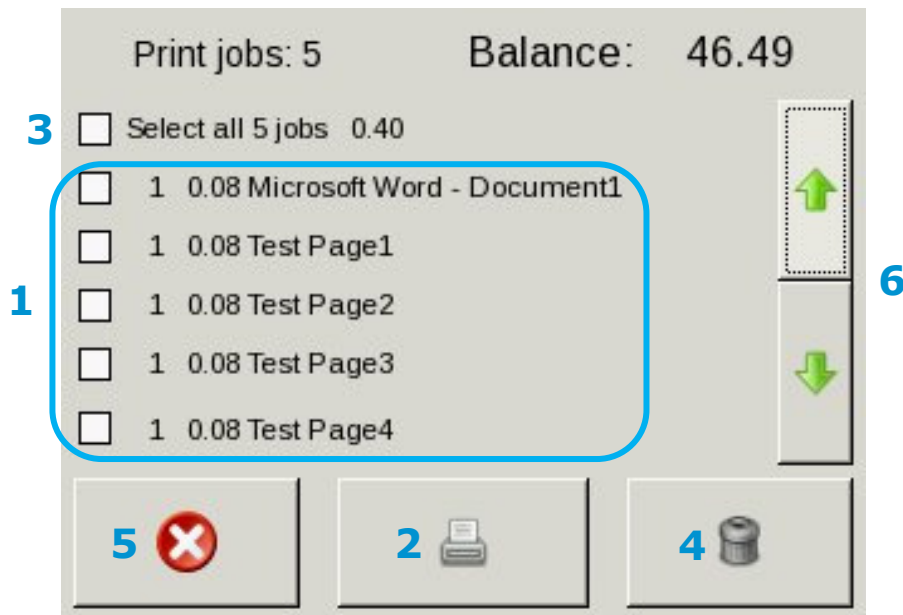 Print jobs: 5 Balance: 46.49
3 Select all 5 jobs 0.40
1 0.08 Microsoft Word - Document1
1 0.08 Test Page1
6
1
1 0.08 Test Page2
1 0.08 Test Page3
1 0.08 Test Page4
5 2 4